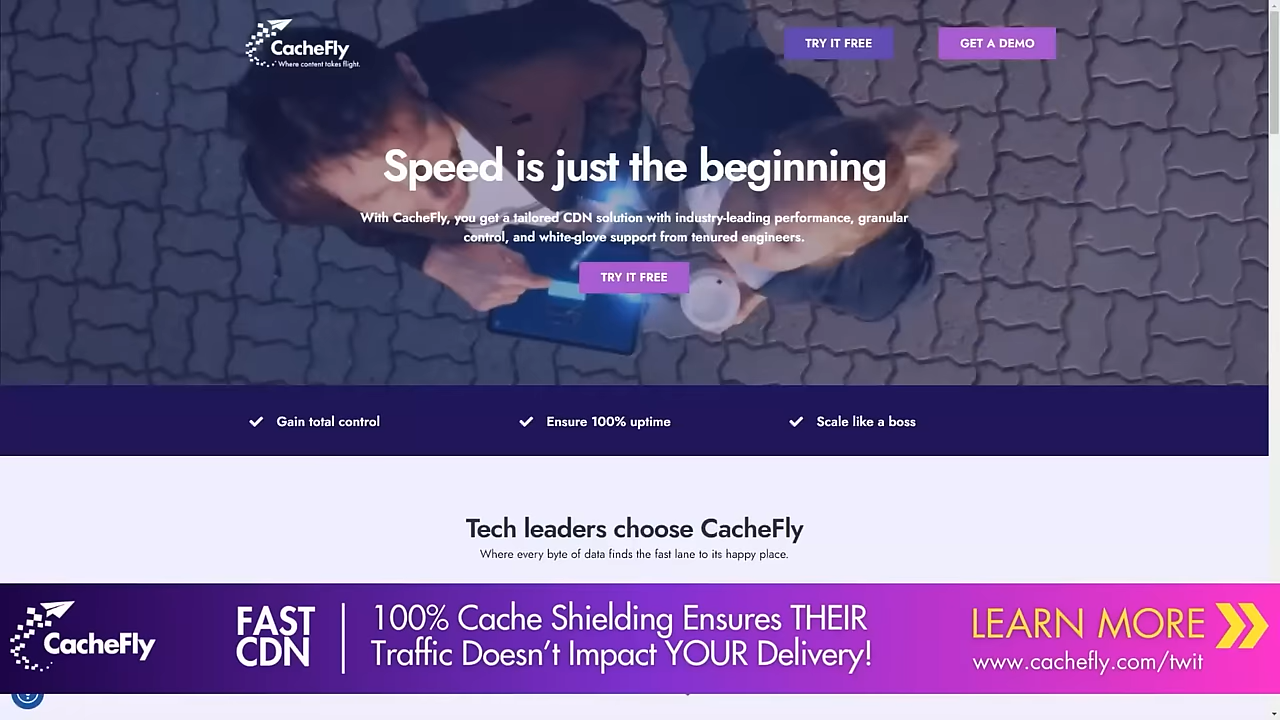 CacheFly
Where content takes flight.
TRY IT FREE
GET A DEMO
Speed is just the beginning
With CacheFly, you get a tailored CDN solution with industry-leading performance, granular
control, and white-glove support from tenured engineers.
TRY IT FREE
Gain total control
Ensure 100% uptime
Scale like a boss
Tech leaders choose CacheFly
Where every byte of data finds the fast lane to its happy place.
CacheFly
FAST
CDN
100% Cache Shielding Ensures THEIR
Traffic Doesn't Impact YOUR Delivery!
LEARN MORE
www.cachefly.com/twit